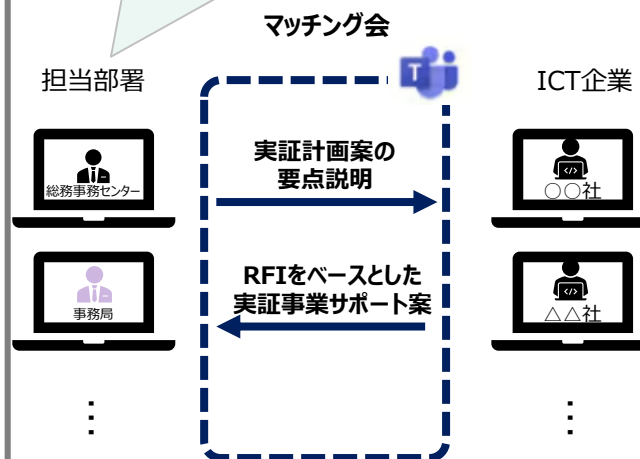 マッチング会
T
担当部署
ICT企業
総務事務センター
実証計画案の
要点説明
</>
○○社
事務局
RFIをベースとした
実証事業サポート案
</>
△△社
⋮
⋮